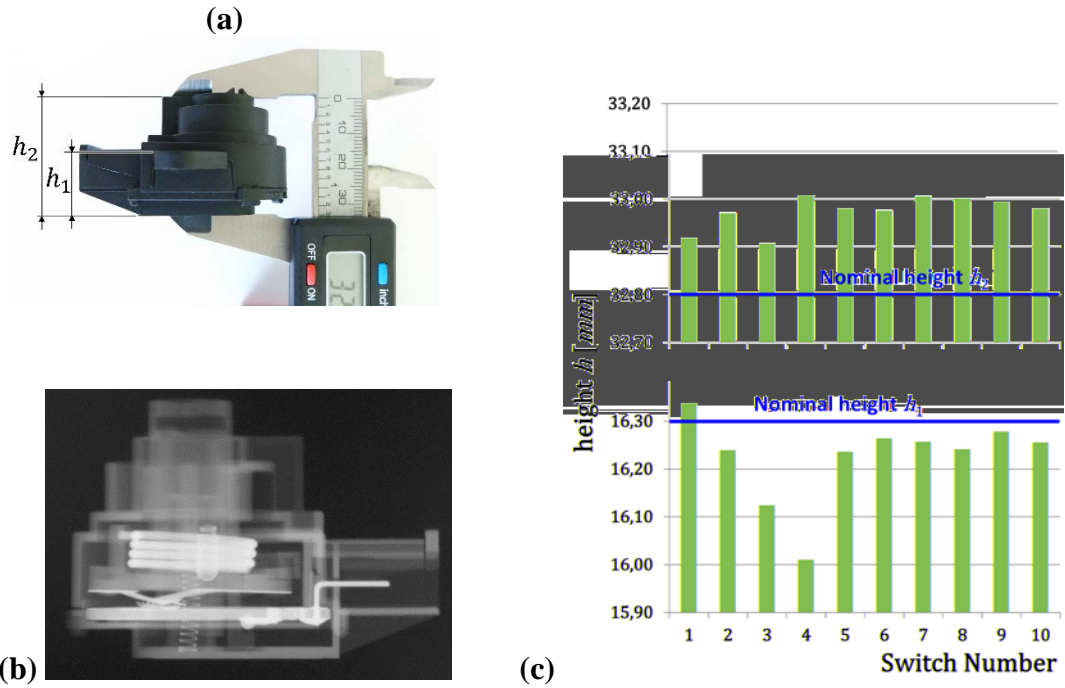 (a)
h₂
h₁
0
10
20
30
OFF
ON
inch
32
(b)
33,20
33,10
33,00
32,90
Nominal height h₂
32,80
32,70
height h [mm]
Nominal height h₁
16,30
16,20
16,10
16,00
15,90
1 2 3 4 5 6 7 8 9 10
Switch Number
(c)